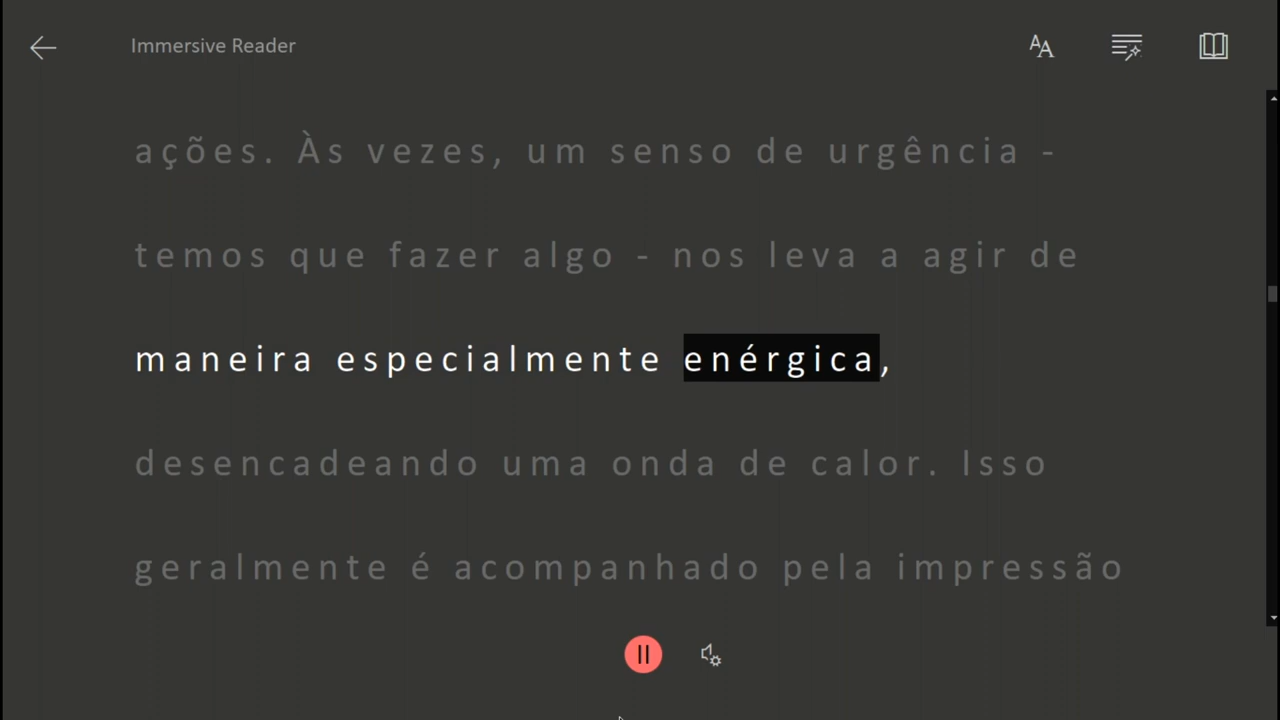 Immersive Reader
ações. Às vezes, um senso de urgência -
temos que fazer algo - nos leva a agir de
maneira especialmente enérgica,
desencadeando uma onda de calor. Isso
geralmente é acompanhado pela impressão